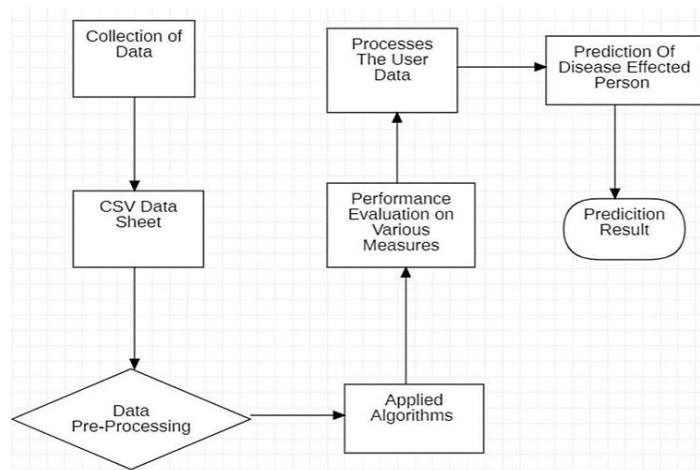 Collection of
Data
CSV Data
Sheet
Data
Pre-Processing
Applied
Algorithms
Performance
Evaluation on
Various
Measures
Processes
The User
Data
Prediction Of
Disease Effected
Person
Predicition
Result